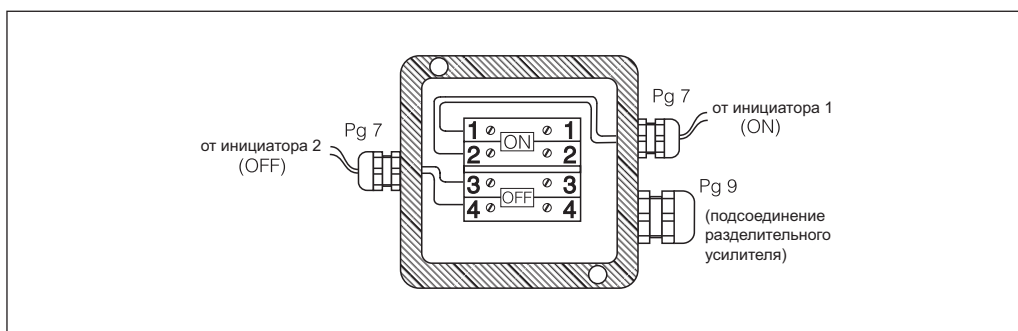 Pg 7
от инициатора 1
(ON)
Pg 7
от инициатора 2
(OFF)
1 ON 1
2 2
3 OFF 3
4 4
Pg 9
(подсоединение
разделительного
усилителя)